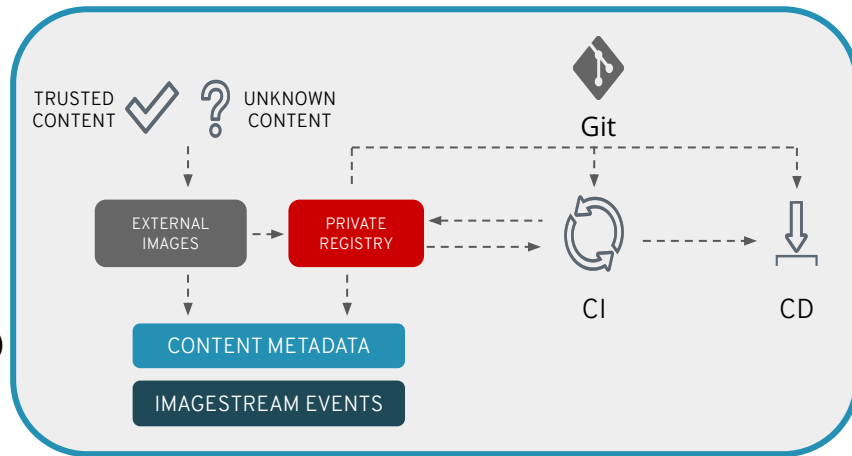 TRUSTED
CONTENT
UNKNOWN
CONTENT
Git
EXTERNAL
IMAGES
PRIVATE
REGISTRY
CI
CD
CONTENT METADATA
IMAGESTREAM EVENTS
)